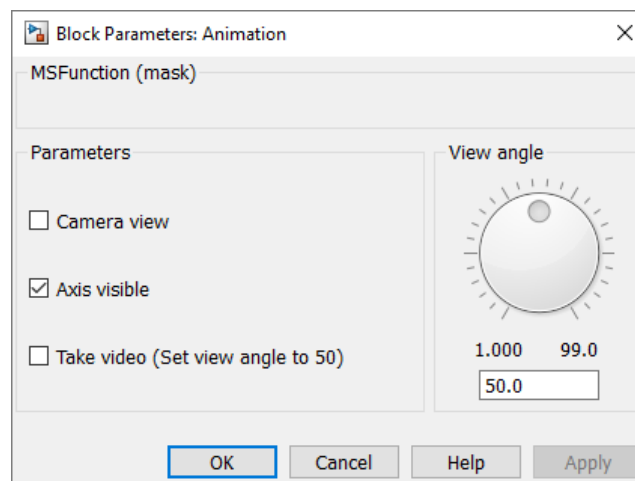 Block Parameters: Animation
MSFunction (mask)
Parameters
Camera view
Axis visible
Take video (Set view angle to 50)
View angle
1.000 99.0
50.0
OK Cancel Help Apply